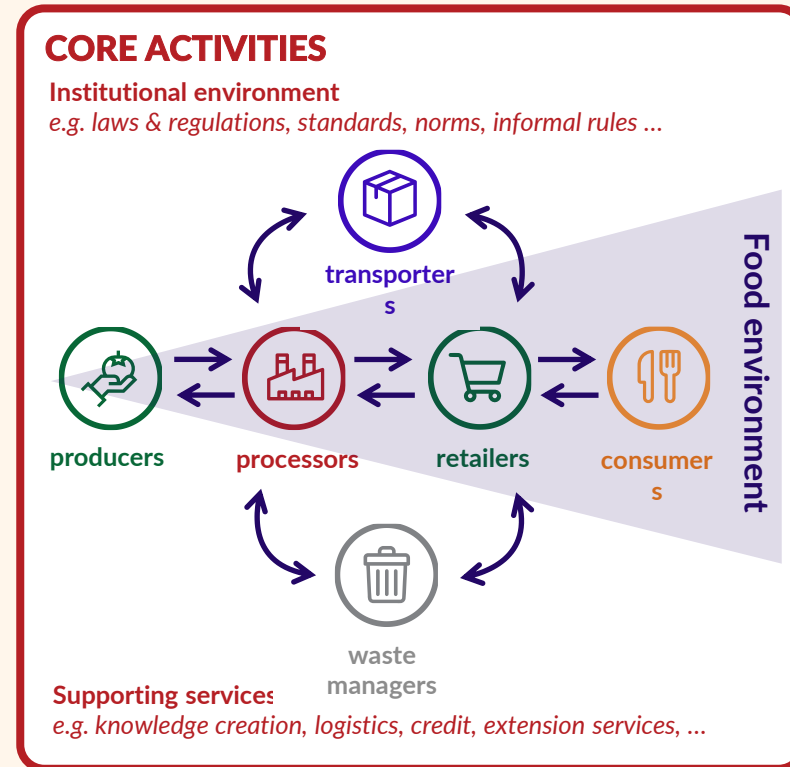 CORE ACTIVITIES
Institutional environment
e.g. laws & regulations, standards, norms, informal rules ...
transporter
s
Food environment
producers
processors
retailers
consumer
s
waste
managers
Supporting services
e.g. knowledge creation, logistics, credit, extension services, ...